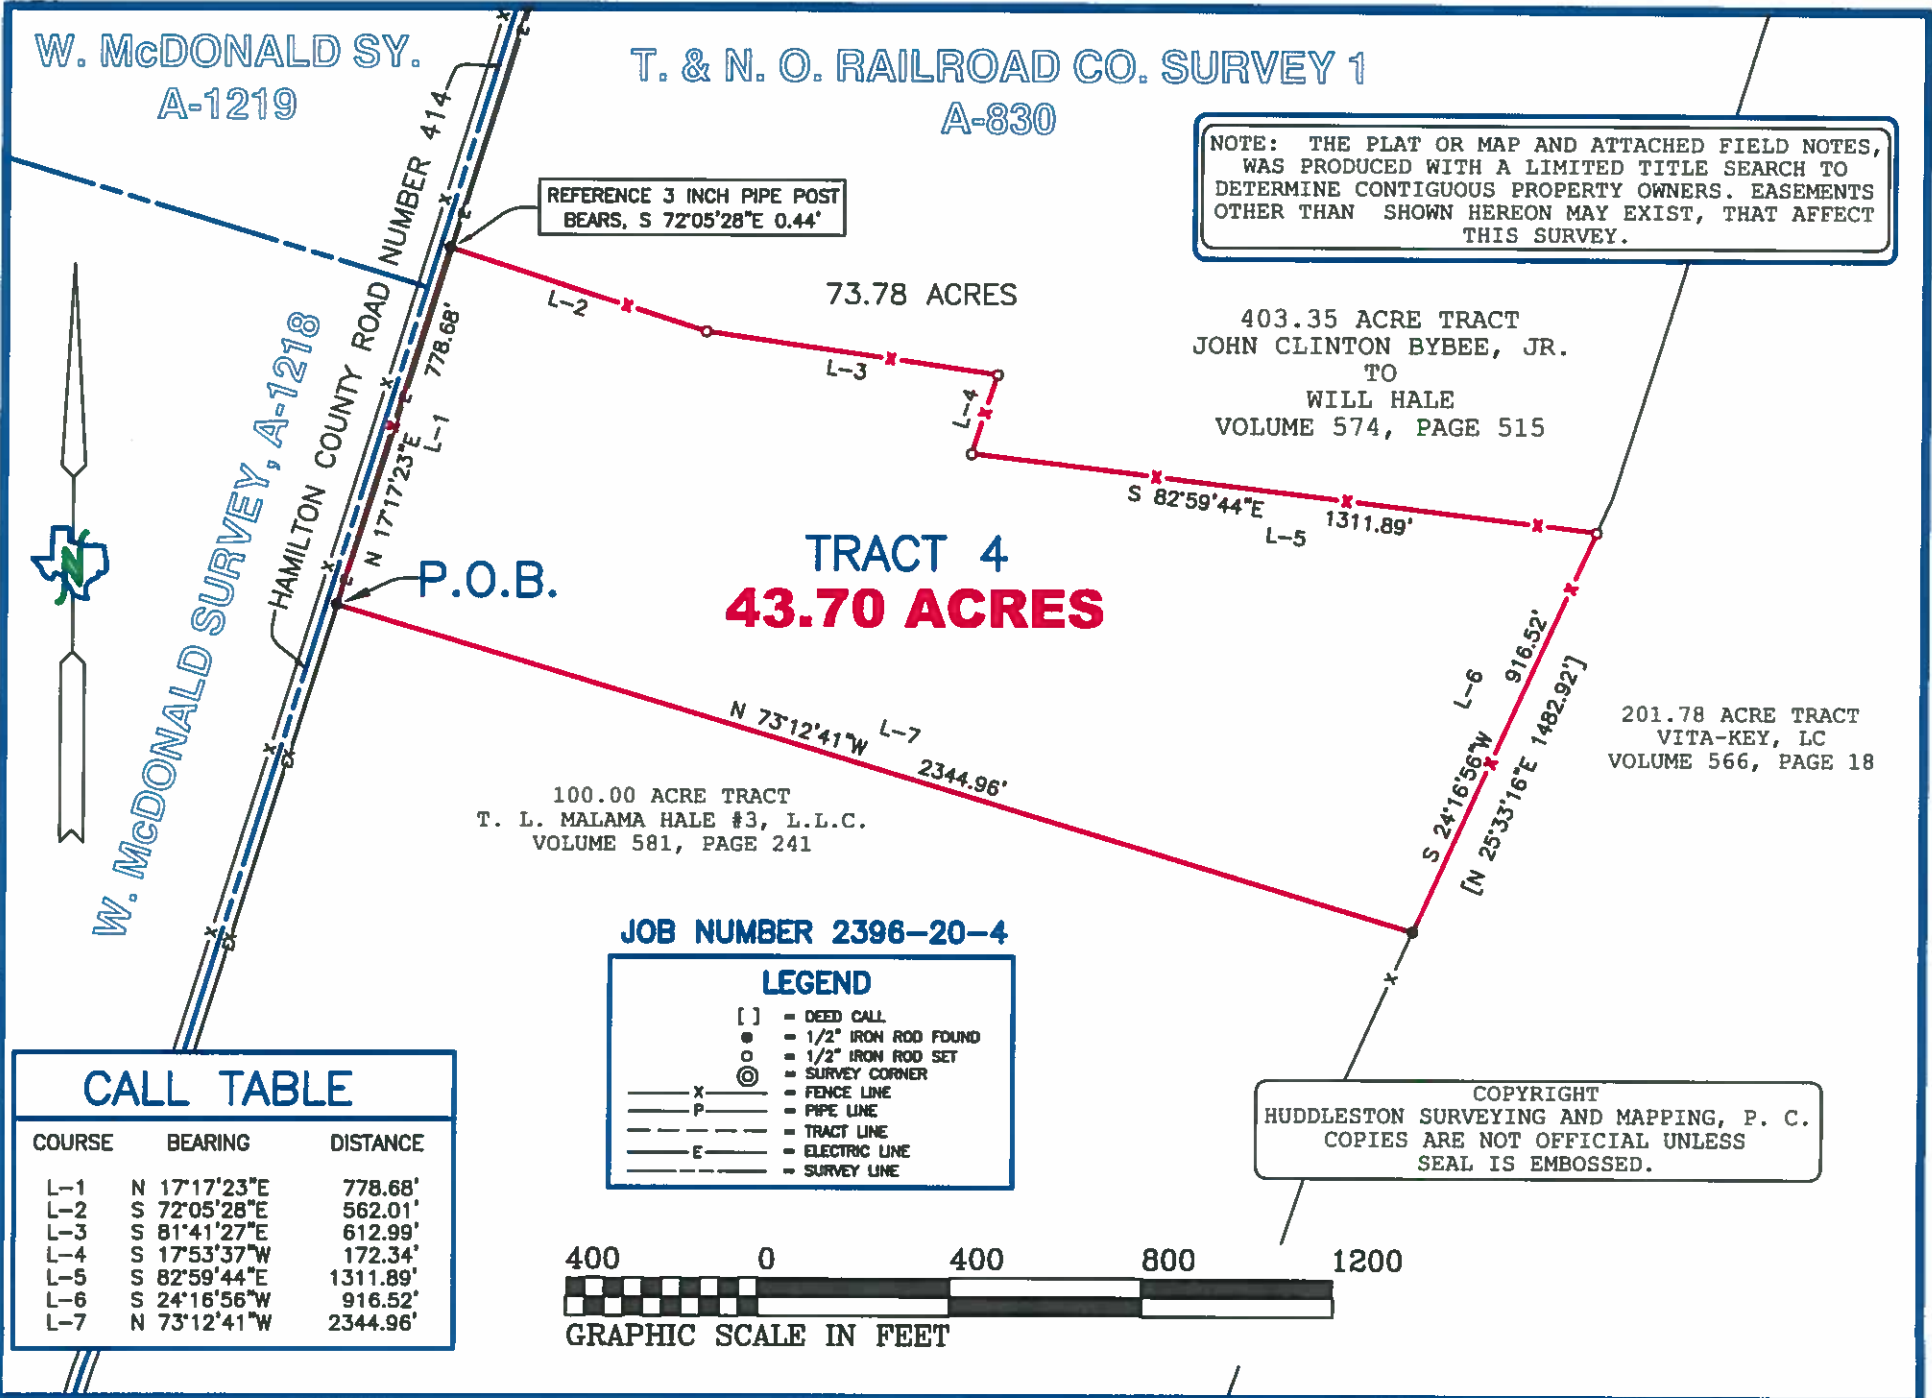 W. McDONALD SY.
A-1219
T. & N. O. RAILROAD CO. SURVEY 1
A-830
NOTE: THE PLAT OR MAP AND ATTACHED FIELD NOTES,
WAS PRODUCED WITH A LIMITED TITLE SEARCH TO
DETERMINE CONTIGUOUS PROPERTY OWNERS. EASEMENTS
OTHER THAN SHOWN HEREON MAY EXIST, THAT AFFECT
THIS SURVEY.
HAMILTON COUNTY ROAD NUMBER 414
REFERENCE 3 INCH PIPE POST
BEARS, S 72°05'28"E 0.44'
W. McDONALD SURVEY, A-1218
73.78 ACRES
403.35 ACRE TRACT
JOHN CLINTON BYBEE, JR.
TO
WILL HALE
VOLUME 574, PAGE 515
L-2
L-3
L-4
N 17°17'23"E 778.68'
L-1
S 82°59'44"E 1311.89'
L-5
N
P.O.B.
TRACT 4
43.70 ACRES
L-6
S 24°16'56"W 916.52'
[N 25°33'16"E 1482.92']
201.78 ACRE TRACT
VITA-KEY, LC
VOLUME 566, PAGE 18
L-7
N 73°12'41"W 2344.96'
100.00 ACRE TRACT
T. L. MALAMA HALE #3, L.L.C.
VOLUME 581, PAGE 241
JOB NUMBER 2396-20-4
LEGEND
[ ] = DEED CALL
= 1/2" IRON ROD FOUND
= 1/2" IRON ROD SET
= SURVEY CORNER
X = FENCE LINE
P = PIPE LINE
= TRACT LINE
E = ELECTRIC LINE
= SURVEY LINE
CALL TABLE
COURSE BEARING DISTANCE
L-1 N 17°17'23"E 778.68'
L-2 S 72°05'28"E 562.01'
L-3 S 81°41'27"E 612.99'
L-4 S 17°53'37"W 172.34'
L-5 S 82°59'44"E 1311.89'
L-6 S 24°16'56"W 916.52'
L-7 N 73°12'41"W 2344.96'
COPYRIGHT
HUDDLESTON SURVEYING AND MAPPING, P. C.
COPIES ARE NOT OFFICIAL UNLESS
SEAL IS EMBOSSED.
400 0 400 800 1200
GRAPHIC SCALE IN FEET